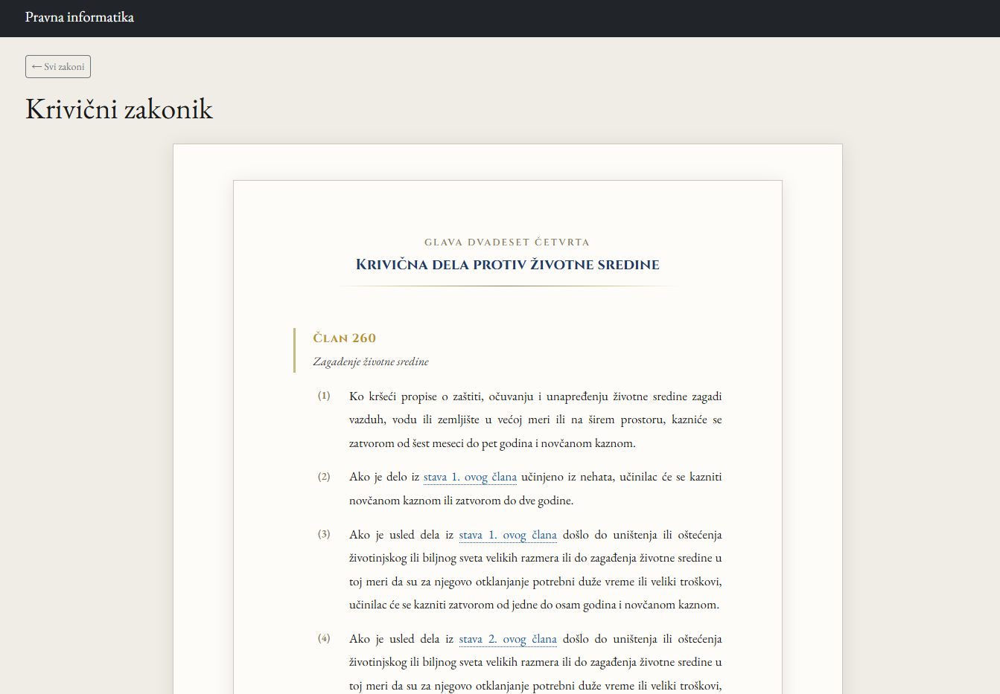 Pravna informatika
← Svi zakoni
Krivični zakonik
GLAVA DVADESET ČETVRTA
Krivična dela protiv životne sredine
Član 260
Zagađenje životne sredine
(1) Ko kršeći propise o zaštiti, očuvanju i unapređenju životne sredine zagadi
vazduh, vodu ili zemljište u većoj meri ili na širem prostoru, kazniće se
zatvorom od šest meseci do pet godina i novčanom kaznom.
(2) Ako je delo iz stava 1. ovog člana učinjeno iz nehata, učinilac će se kazniti
novčanom kaznom ili zatvorom do dve godine.
(3) Ako je usled dela iz stava 1. ovog člana došlo do uništenja ili oštećenja
životinjskog ili biljnog sveta velikih razmera ili do zagađenja životne sredine u
toj meri da su za njegovo otklanjanje potrebni duže vreme ili veliki troškovi,
učinilac će se kazniti zatvorom od jedne do osam godina i novčanom kaznom.
(4) Ako je usled dela iz stava 2. ovog člana došlo do uništenja ili oštećenja
životinjskog ili biljnog sveta velikih razmera ili do zagađenja životne sredine u
toj meri da su za njegovo otklanjanje potrebni duže vreme ili veliki troškovi,